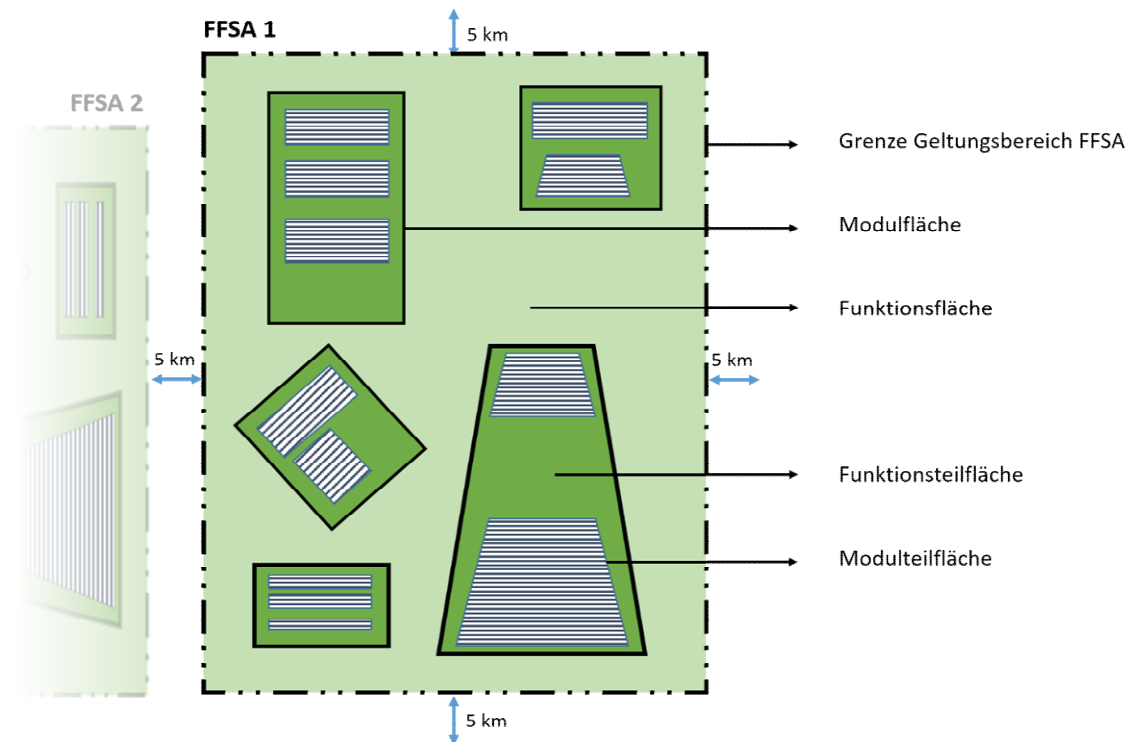 FFSA 1
5 km
FFSA 2
Grenze Geltungsbereich FFSA
Modulfläche
Funktionsfläche
5 km
5 km
Funktionsteilfläche
Modulteilfläche
5 km